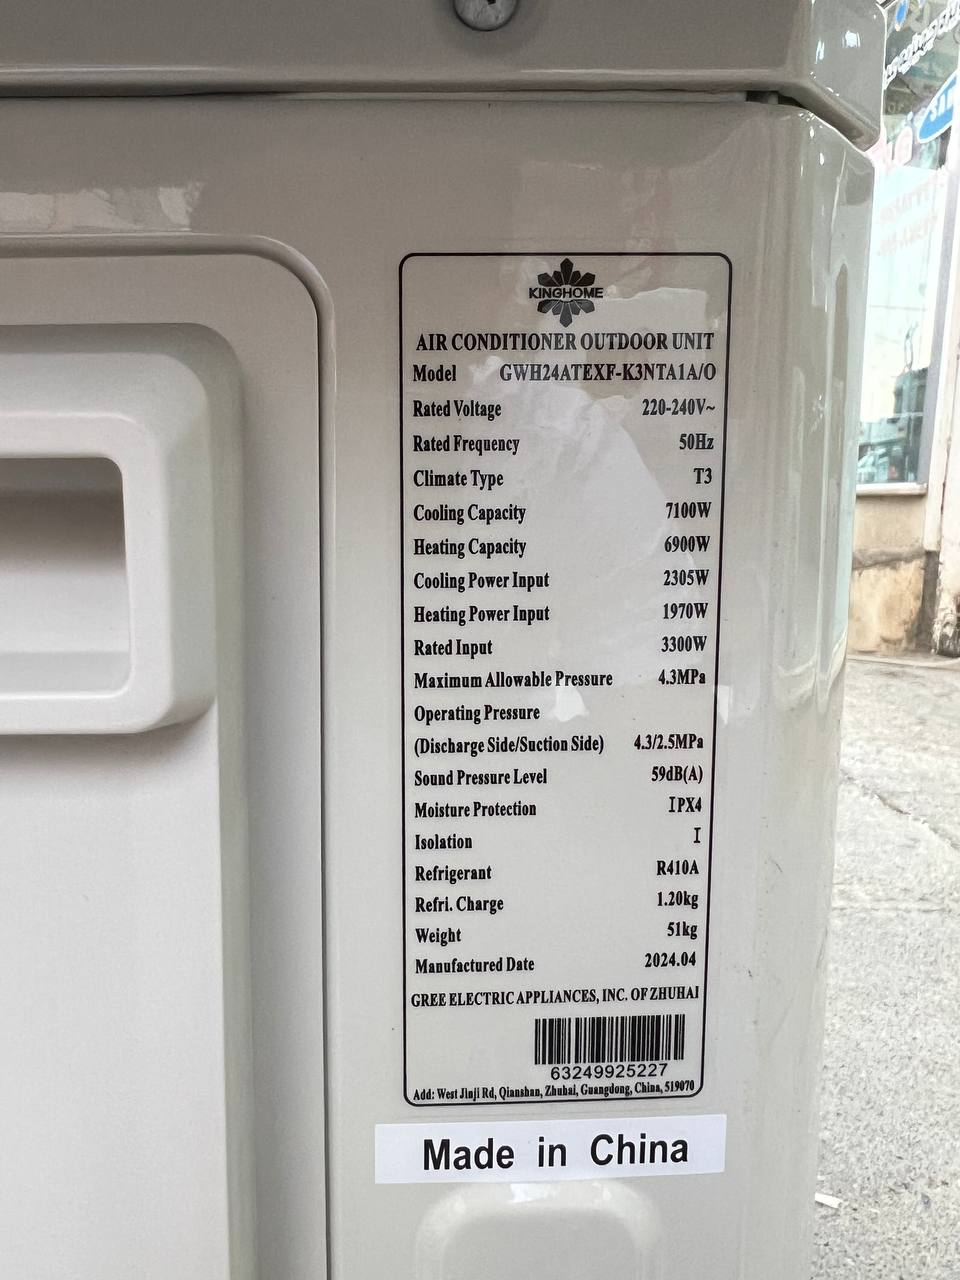 KINGHOME
AIR CONDITIONER OUTDOOR UNIT
Model GWH24ATEXF-K3NTA1A/O
Rated Voltage 220-240V~
Rated Frequency 50Hz
Climate Type T3
Cooling Capacity 7100W
Heating Capacity 6900W
Cooling Power Input 2305W
Heating Power Input 1970W
Rated Input 3300W
Maximum Allowable Pressure 4.3MPa
Operating Pressure
(Discharge Side/Suction Side) 4.3/2.5MPa
Sound Pressure Level 59dB(A)
Moisture Protection IPX4
Isolation I
Refrigerant R410A
Refri. Charge 1.20kg
Weight 51kg
Manufactured Date 2024.04
GREE ELECTRIC APPLIANCES, INC. OF ZHUHAI
63249925227
Add: West Jinji Rd, Qianshan, Zhuhai, Guangdong, China, 519070
Made in China